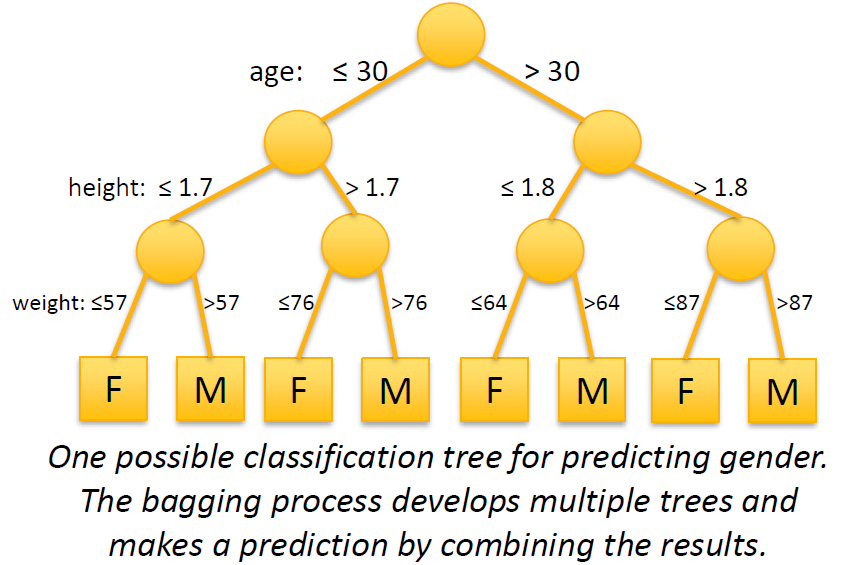 age: ≤ 30 > 30
height: ≤ 1.7 > 1.7 ≤ 1.8 > 1.8
weight: ≤57 >57 ≤76 >76 ≤64 >64 ≤87 >87
F M F M F M F M
One possible classification tree for predicting gender.
The bagging process develops multiple trees and
makes a prediction by combining the results.